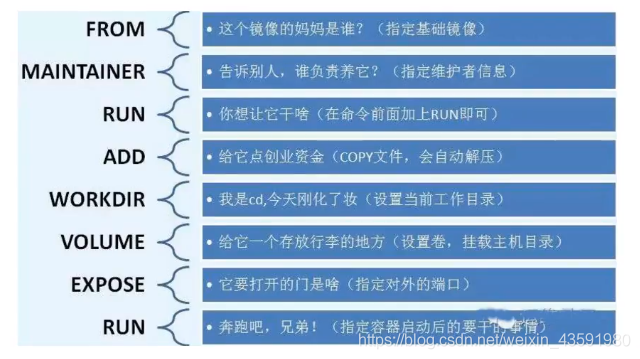 FROM
• 这个镜像的妈妈是谁？（指定基础镜像）
MAINTAINER
• 告诉别人，谁负责养它？（指定维护者信息）
RUN
• 你想让它干啥（在命令前面加上RUN即可）
ADD
• 给它点创业资金（COPY文件，会自动解压）
WORKDIR
• 我是cd,今天刚化了妆（设置当前工作目录）
VOLUME
• 给它一个存放行李的地方（设置卷，挂载主机目录）
EXPOSE
• 它要打开的门是啥（指定对外的端口）
RUN
• 奔跑吧，兄弟！（指定容器启动后的要干的事情）
https://blog.csdn.net/weixin_43591980